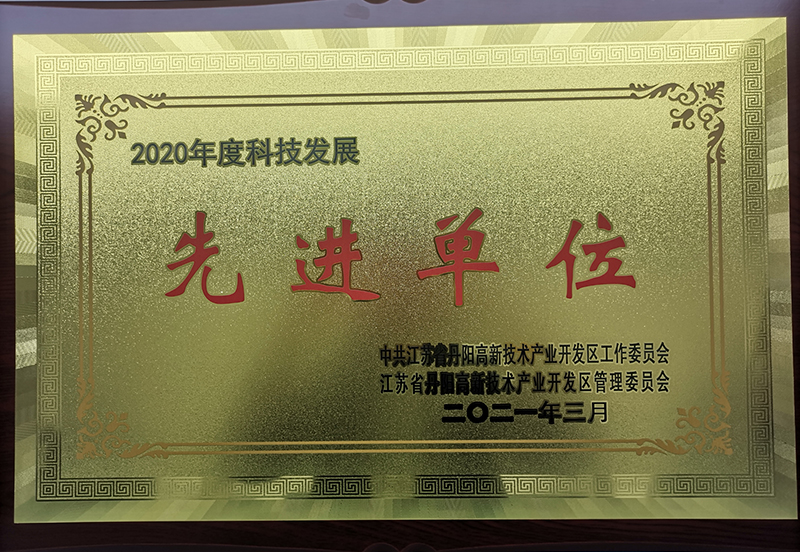 2020年度科技发展
先进单位
中共江苏省丹阳高新技术产业开发区工作委员会
江苏省丹阳高新技术产业开发区管理委员会
二〇二一年三月